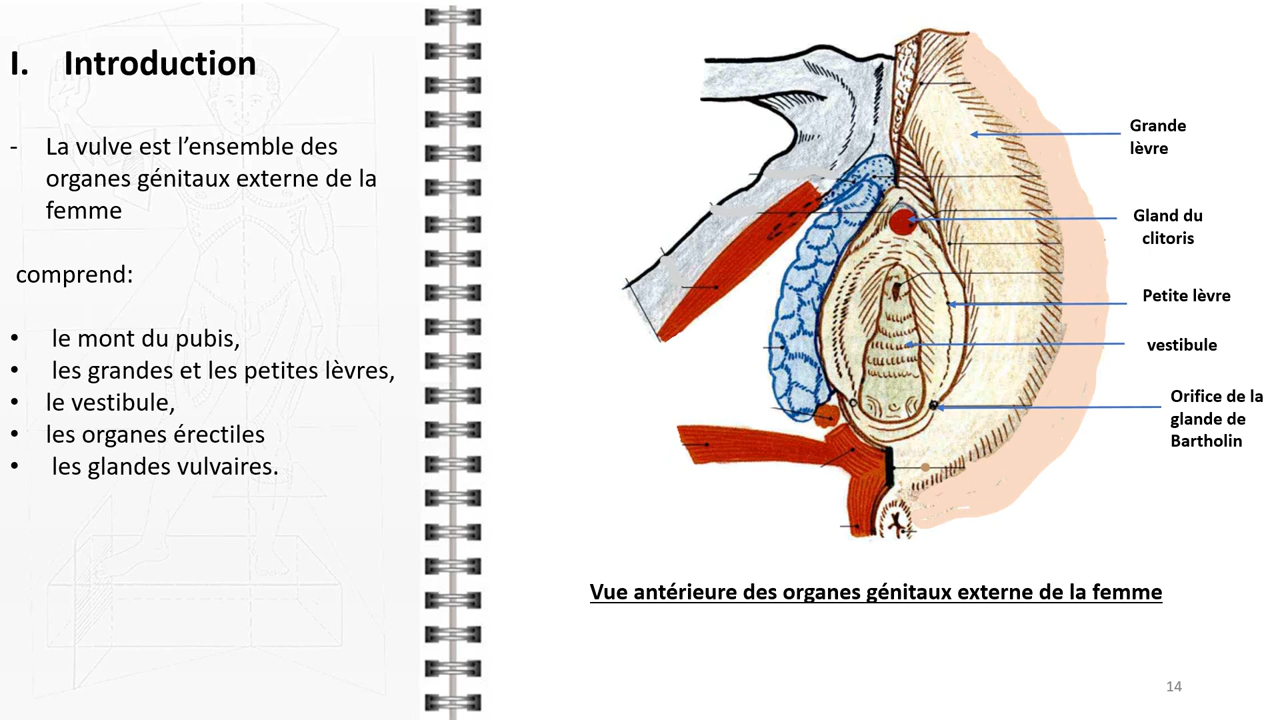 I. Introduction
- La vulve est l’ensemble des
organes génitaux externe de la
femme
comprend:
• le mont du pubis,
• les grandes et les petites lèvres,
• le vestibule,
• les organes érectiles
• les glandes vulvaires.
Grande
lèvre
Gland du
clitoris
Petite lèvre
vestibule
Orifice de la
glande de
Bartholin
Vue antérieure des organes génitaux externe de la femme
14